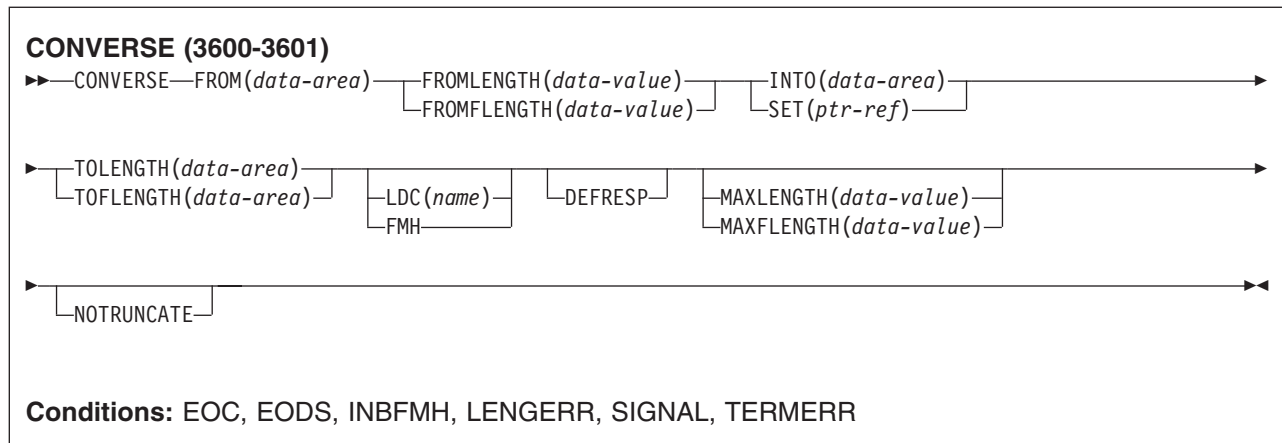 CONVERSE (3600-3601)
CONVERSE FROM(data-area) FROMLENGTH(data-value) INTO(data-area)
FROMFLENGTH(data-value) SET(ptr-ref)
TOLENGTH(data-area)
TOFLENGTH(data-area) LDC(name) DEFRESP MAXLENGTH(data-value)
FMH MAXFLENGTH(data-value)
NOTRUNCATE
Conditions: EOC, EODS, INBFMH, LENGERR, SIGNAL, TERMERR